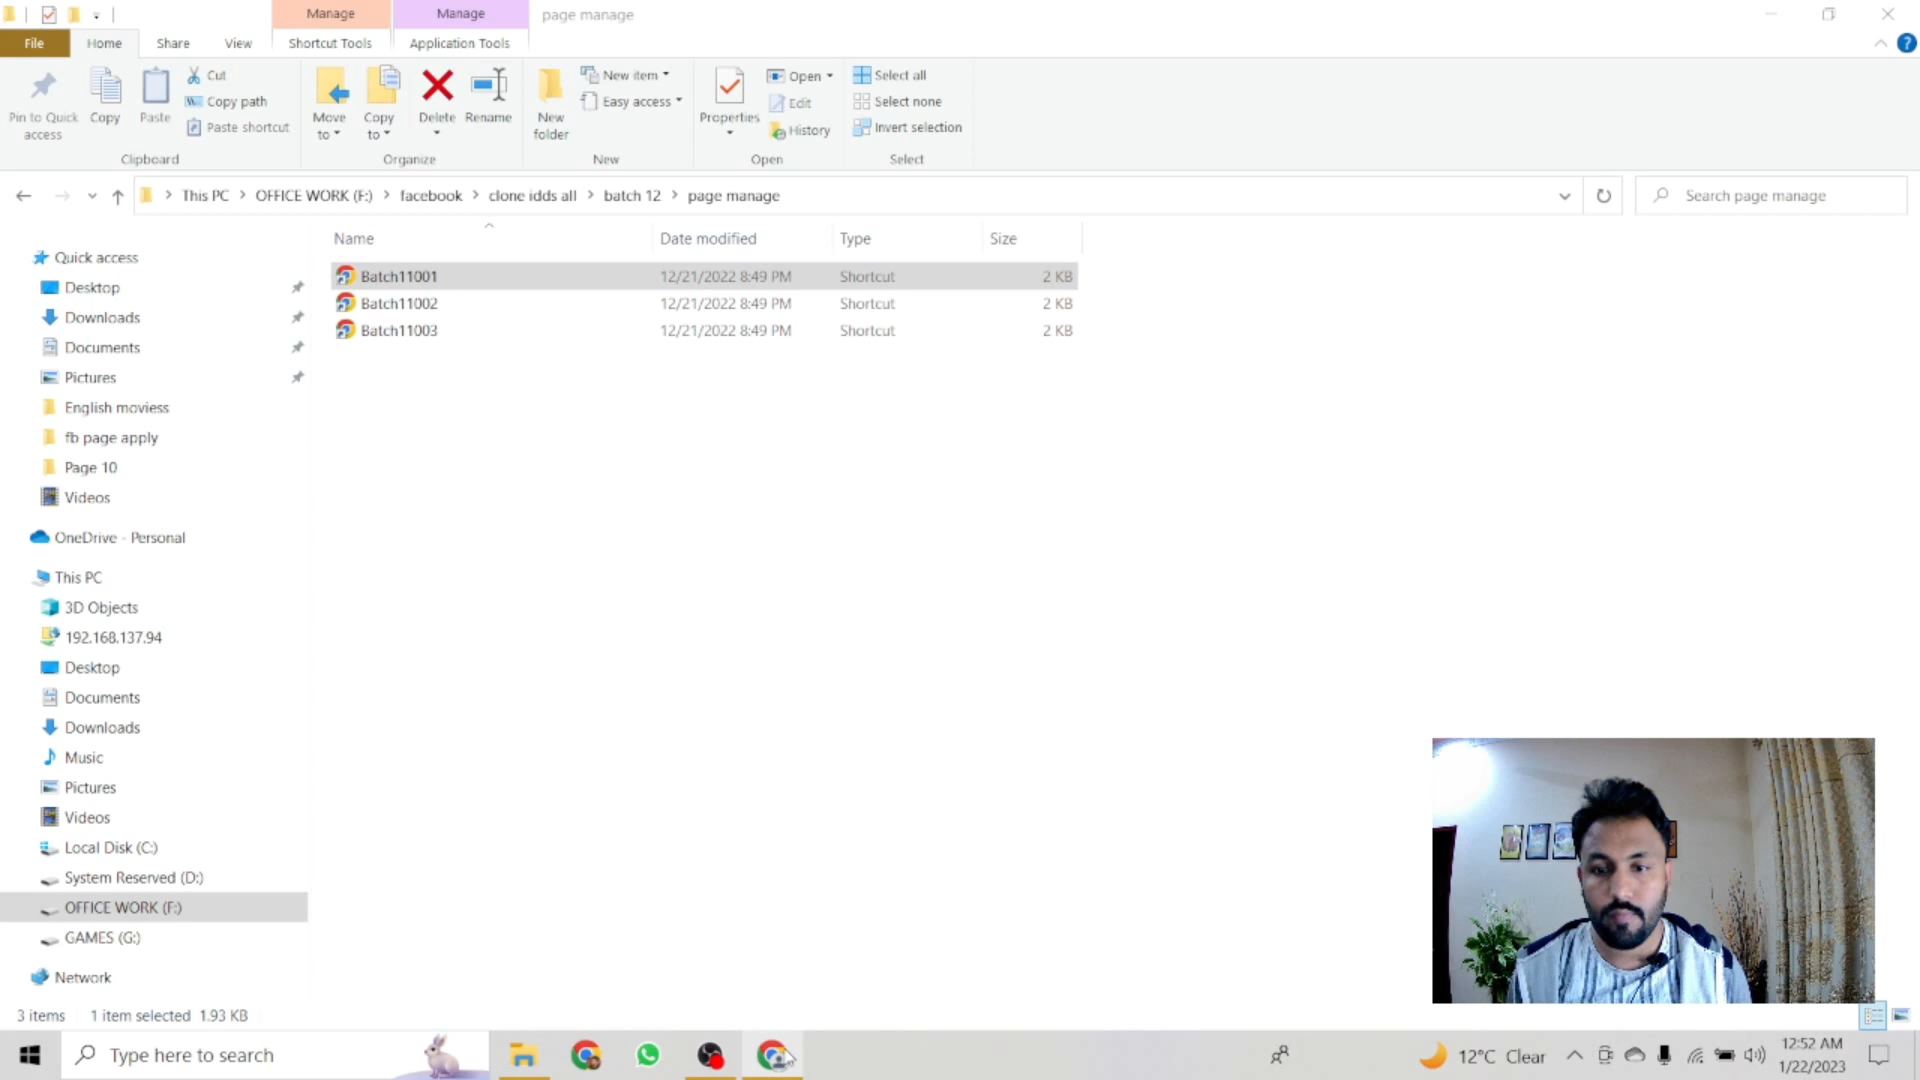 Manage
Manage
page manage
File
Home
Share
View
Shortcut Tools
Application Tools
?
Pin to Quick
access
Copy
Paste
Cut
Copy path
Paste shortcut
Clipboard
Move
to
Copy
to
Delete
Rename
Organize
New
folder
New item
Easy access
New
Properties
Open
Edit
History
Open
Select all
Select none
Invert selection
Select
This PC
OFFICE WORK (F:)
facebook
clone idds all
batch 12
page manage
Search page manage
Name
Date modified
Type
Size
Batch11001
12/21/2022 8:49 PM
Shortcut
2 KB
Batch11002
12/21/2022 8:49 PM
Shortcut
2 KB
Batch11003
12/21/2022 8:49 PM
Shortcut
2 KB
Quick access
Desktop
Downloads
Documents
Pictures
English moviess
fb page apply
Page 10
Videos
OneDrive - Personal
This PC
3D Objects
192.168.137.94
Desktop
Documents
Downloads
Music
Pictures
Videos
Local Disk (C:)
System Reserved (D:)
OFFICE WORK (F:)
GAMES (G:)
Network
3 items
1 item selected 1.93 KB
Type here to search
12°C Clear
12:52 AM
1/22/2023